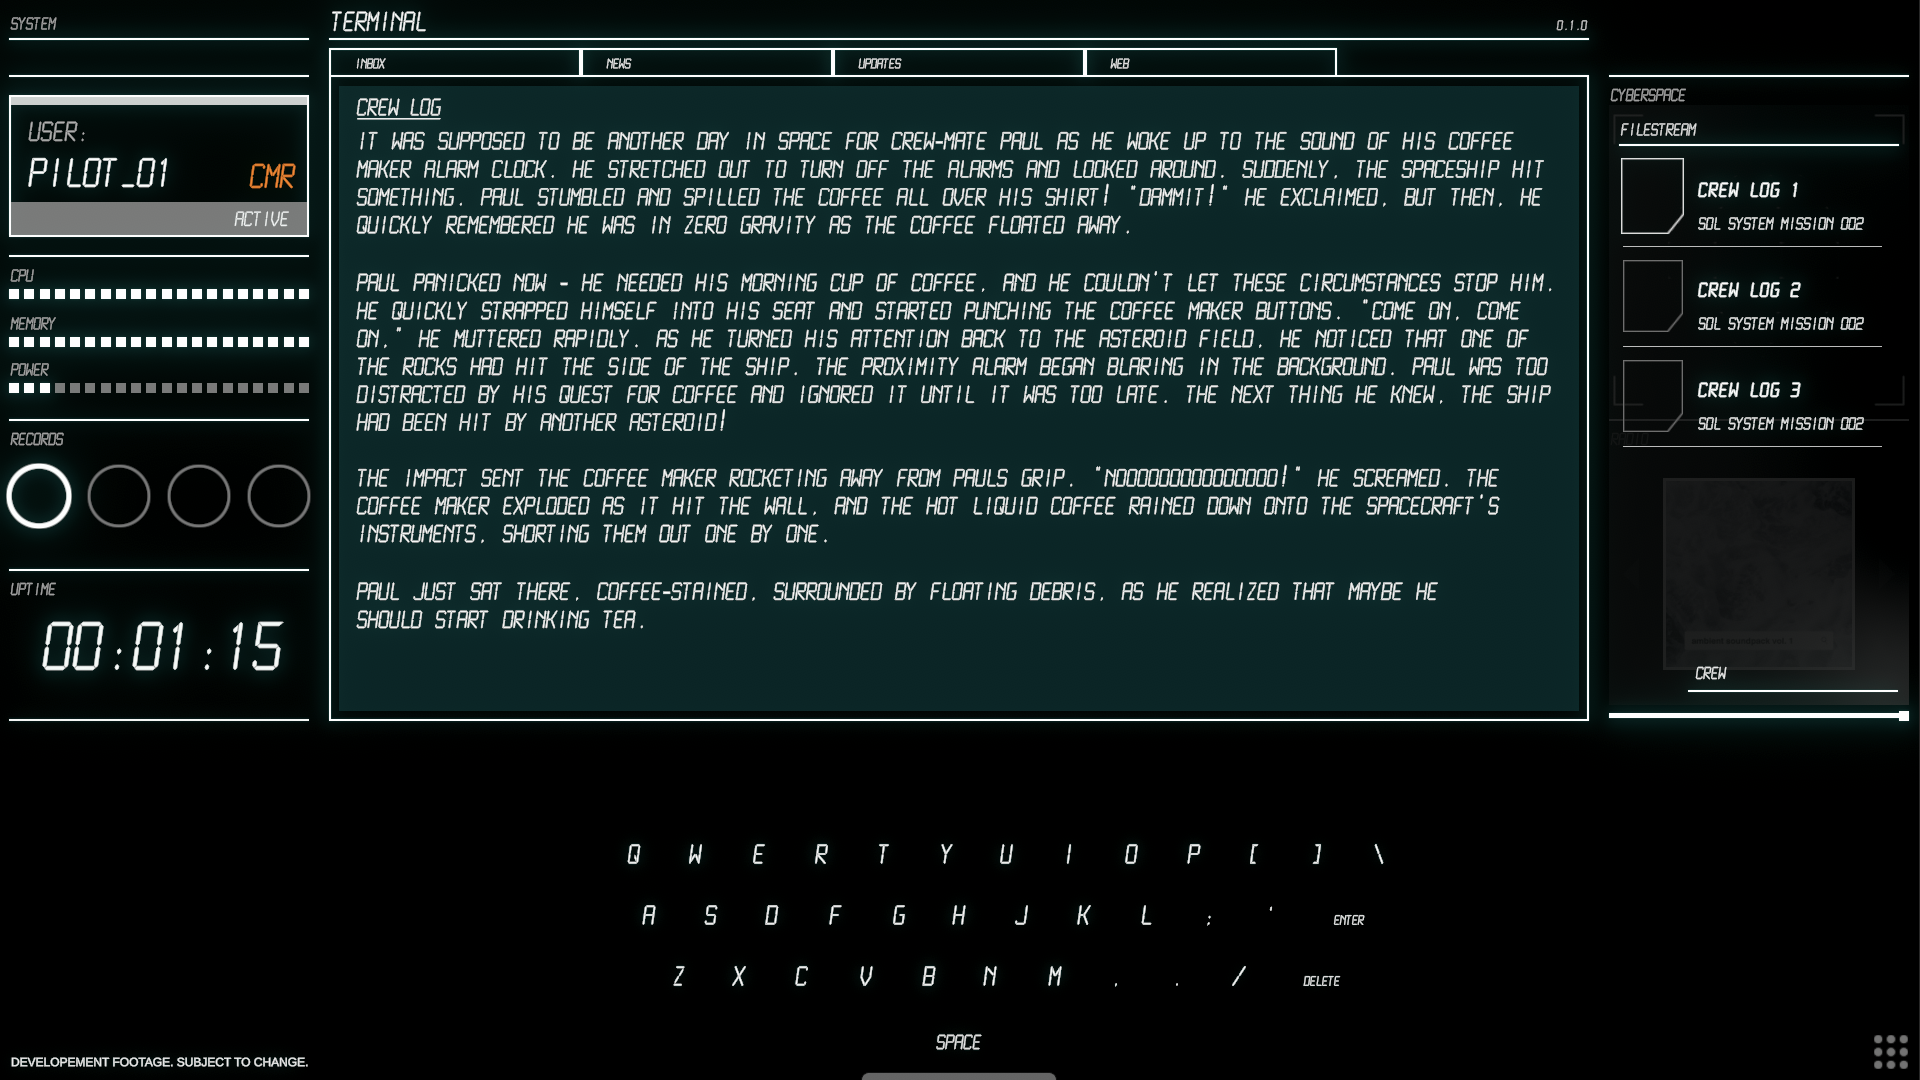 SYSTEM
USER:
PILOT_01
CMR
ACTIVE
CPU
MEMORY
POWER
RECORDS
UPTIME
00:01:15
TERMINAL
0.1.0
INBOX
NEWS
UPDATES
WEB
CREW LOG
IT WAS SUPPOSED TO BE ANOTHER DAY IN SPACE FOR CREW-MATE PAUL AS HE WOKE UP TO THE SOUND OF HIS COFFEE
MAKER ALARM CLOCK. HE STRETCHED OUT TO TURN OFF THE ALARMS AND LOOKED AROUND. SUDDENLY, THE SPACESHIP HIT
SOMETHING. PAUL STUMBLED AND SPILLED THE COFFEE ALL OVER HIS SHIRT! "DAMMIT!" HE EXCLAIMED, BUT THEN, HE
QUICKLY REMEMBERED HE WAS IN ZERO GRAVITY AS THE COFFEE FLOATED AWAY.
PAUL PANICKED NOW - HE NEEDED HIS MORNING CUP OF COFFEE, AND HE COULDN'T LET THESE CIRCUMSTANCES STOP HIM.
HE QUICKLY STRAPPED HIMSELF INTO HIS SEAT AND STARTED PUNCHING THE COFFEE MAKER BUTTONS. "COME ON, COME
ON," HE MUTTERED RAPIDLY. AS HE TURNED HIS ATTENTION BACK TO THE ASTEROID FIELD, HE NOTICED THAT ONE OF
THE ROCKS HAD HIT THE SIDE OF THE SHIP. THE PROXIMITY ALARM BEGAN BLARING IN THE BACKGROUND. PAUL WAS TOO
DISTRACTED BY HIS QUEST FOR COFFEE AND IGNORED IT UNTIL IT WAS TOO LATE. THE NEXT THING HE KNEW, THE SHIP
HAD BEEN HIT BY ANOTHER ASTEROID!
THE IMPACT SENT THE COFFEE MAKER ROCKETING AWAY FROM PAULS GRIP. "NOOOOOOOOOOOOOOO!" HE SCREAMED. THE
COFFEE MAKER EXPLODED AS IT HIT THE WALL, AND THE HOT LIQUID COFFEE RAINED DOWN ONTO THE SPACECRAFT'S
INSTRUMENTS, SHORTING THEM OUT ONE BY ONE.
PAUL JUST SAT THERE, COFFEE-STAINED, SURROUNDED BY FLOATING DEBRIS, AS HE REALIZED THAT MAYBE HE
SHOULD START DRINKING TEA.
CYBERSPACE
FILESTREAM
CREW LOG 1
SOL SYSTEM MISSION 002
CREW LOG 2
SOL SYSTEM MISSION 002
CREW LOG 3
SOL SYSTEM MISSION 002
RADIO
CREW
Q W E R T Y U I O P [ ] \
A S D F G H J K L ; ' ENTER
Z X C V B N M , . / DELETE
SPACE
DEVELOPEMENT FOOTAGE. SUBJECT TO CHANGE.